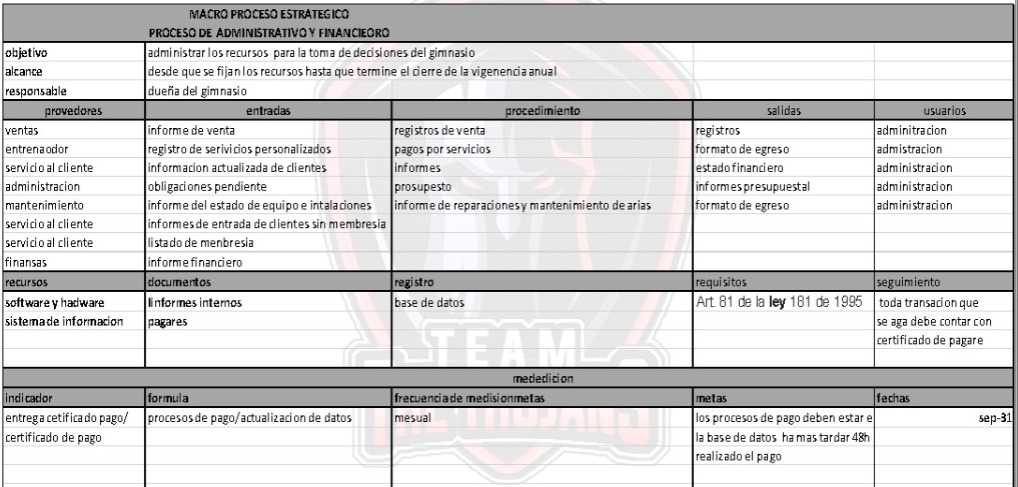 MACRO PROCESO ESTRATEGICO
PROCESO DE ADMINISTRATIVO Y FINANCIEORO
objetivo administrar los recursos para la toma de decisiones del gimnasio
alcance desde que se fijan los recursos hasta que termine el cierre de la vigenencia anual
responsable dueña del gimnasio
provedores entradas procedimiento salidas usuarios
ventas informe de venta registros de venta registros adminitracion
entrenaodor registro de serivicios personalizados pagos por servicios formato de egreso admistracion
servicio al cliente informacion actualizada de clientes informes estado financiero administracion
administracion obligaciones pendiente prosupesto informes presupuestal administracion
mantenimiento informe del estado de equipo e intalaciones informe de reparaciones y mantenimiento de arias formato de egreso administracion
servicio al cliente informes de entrada de clientes sin membresia
servicio al cliente listado de menbresia
finansas informe financiero
recursos documentos registro requisitos seguimiento
software y hadware Iinformes internos base de datos Art. 81 de la ley 181 de 1995 toda transacion que
sistema de informacion pagares se aga debe contar con
certificado de pagare
mededicion
indicador formula frecuencia de medisionmetas metas fechas
entrega cetificado pago/ procesos de pago/actualizacion de datos mesual los procesos de pago deben estar e sep-31
certificado de pago la base de datos ha mas tardar 48h
realizado el pago
TEAM
THE TROJANS